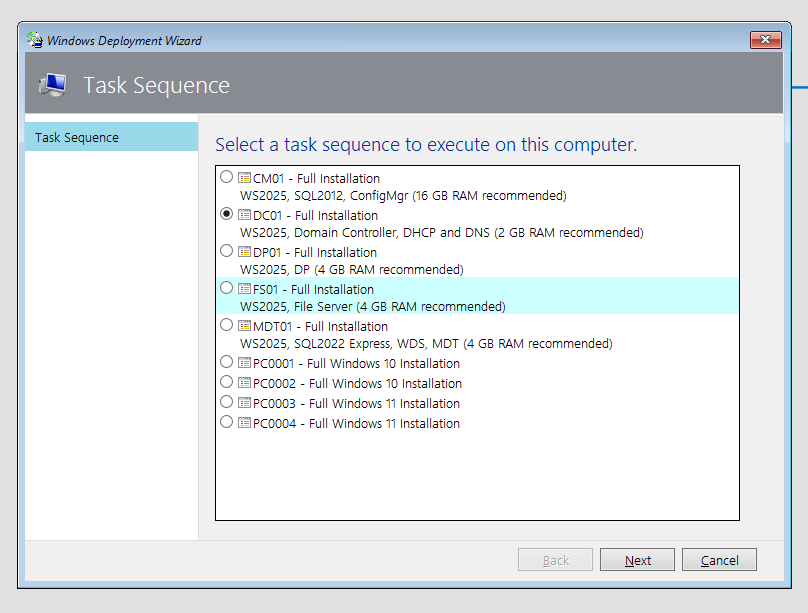 Windows Deployment Wizard
Task Sequence
Task Sequence
Select a task sequence to execute on this computer.
CM01 - Full Installation
WS2025, SQL2012, ConfigMgr (16 GB RAM recommended)
DC01 - Full Installation
WS2025, Domain Controller, DHCP and DNS (2 GB RAM recommended)
DP01 - Full Installation
WS2025, DP (4 GB RAM recommended)
FS01 - Full Installation
WS2025, File Server (4 GB RAM recommended)
MDT01 - Full Installation
WS2025, SQL2022 Express, WDS, MDT (4 GB RAM recommended)
PC0001 - Full Windows 10 Installation
PC0002 - Full Windows 10 Installation
PC0003 - Full Windows 11 Installation
PC0004 - Full Windows 11 Installation
Back Next Cancel